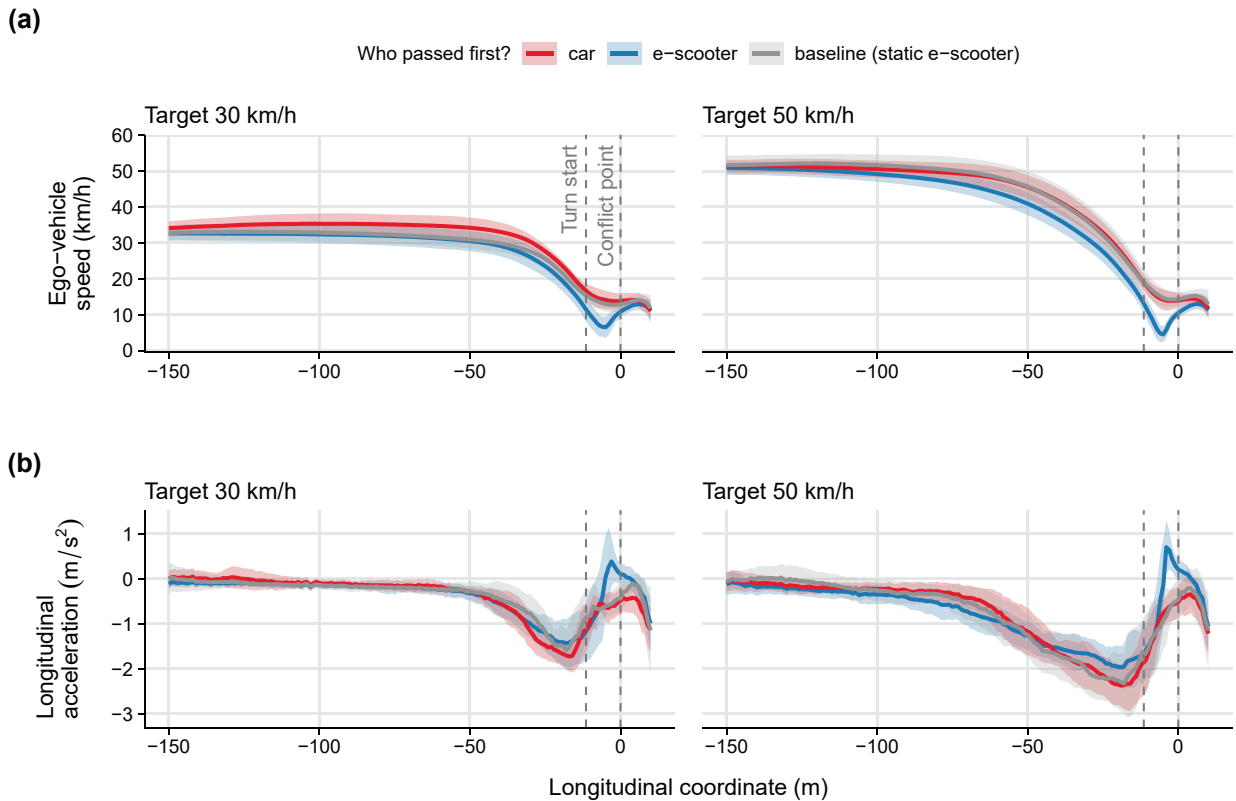 (a)
Who passed first? car e−scooter baseline (static e−scooter)
Target 30 km/h
Target 50 km/h
Ego−vehicle
speed (km/h)
60
50
40
30
20
10
0
Turn start
Conflict point
−150 −100 −50 0
−150 −100 −50 0
(b)
Target 30 km/h
Target 50 km/h
Longitudinal
acceleration (m/s²)
1
0
−1
−2
−3
−150 −100 −50 0
−150 −100 −50 0
Longitudinal coordinate (m)